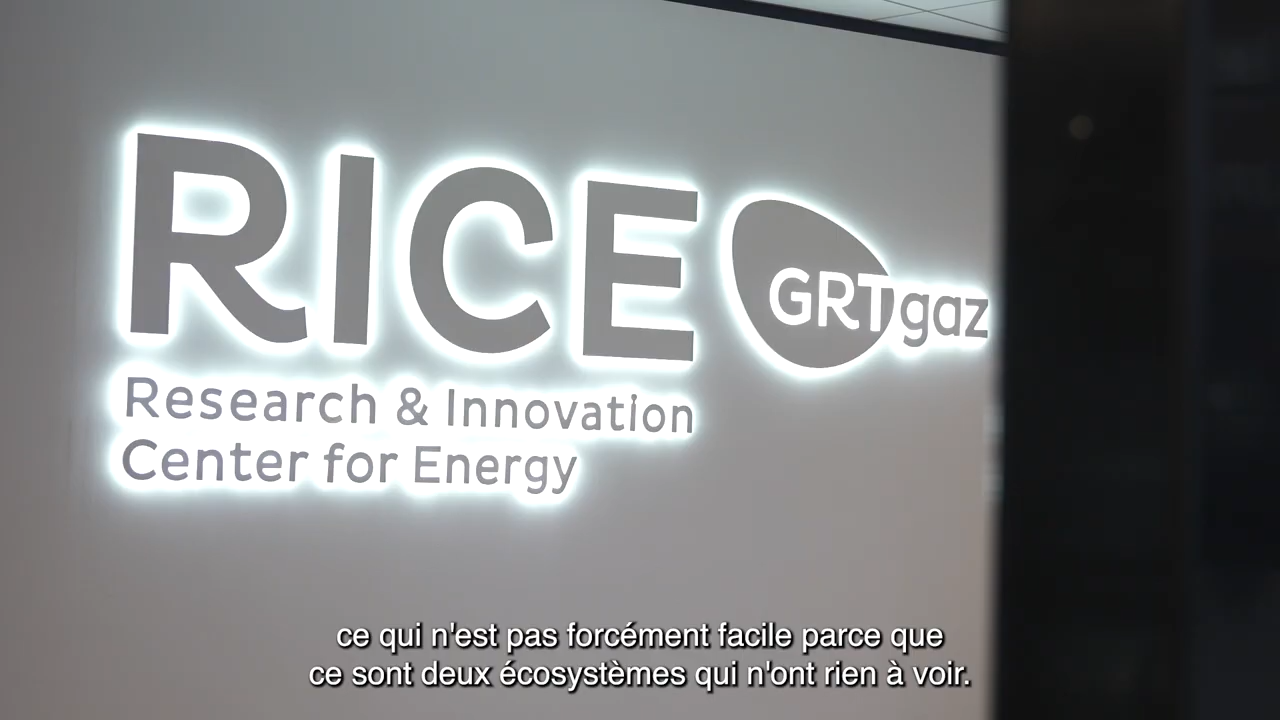 RICE
GRTgaz
Research & Innovation
Center for Energy
ce qui n'est pas forcément facile parce que
ce sont deux écosystèmes qui n'ont rien à voir.